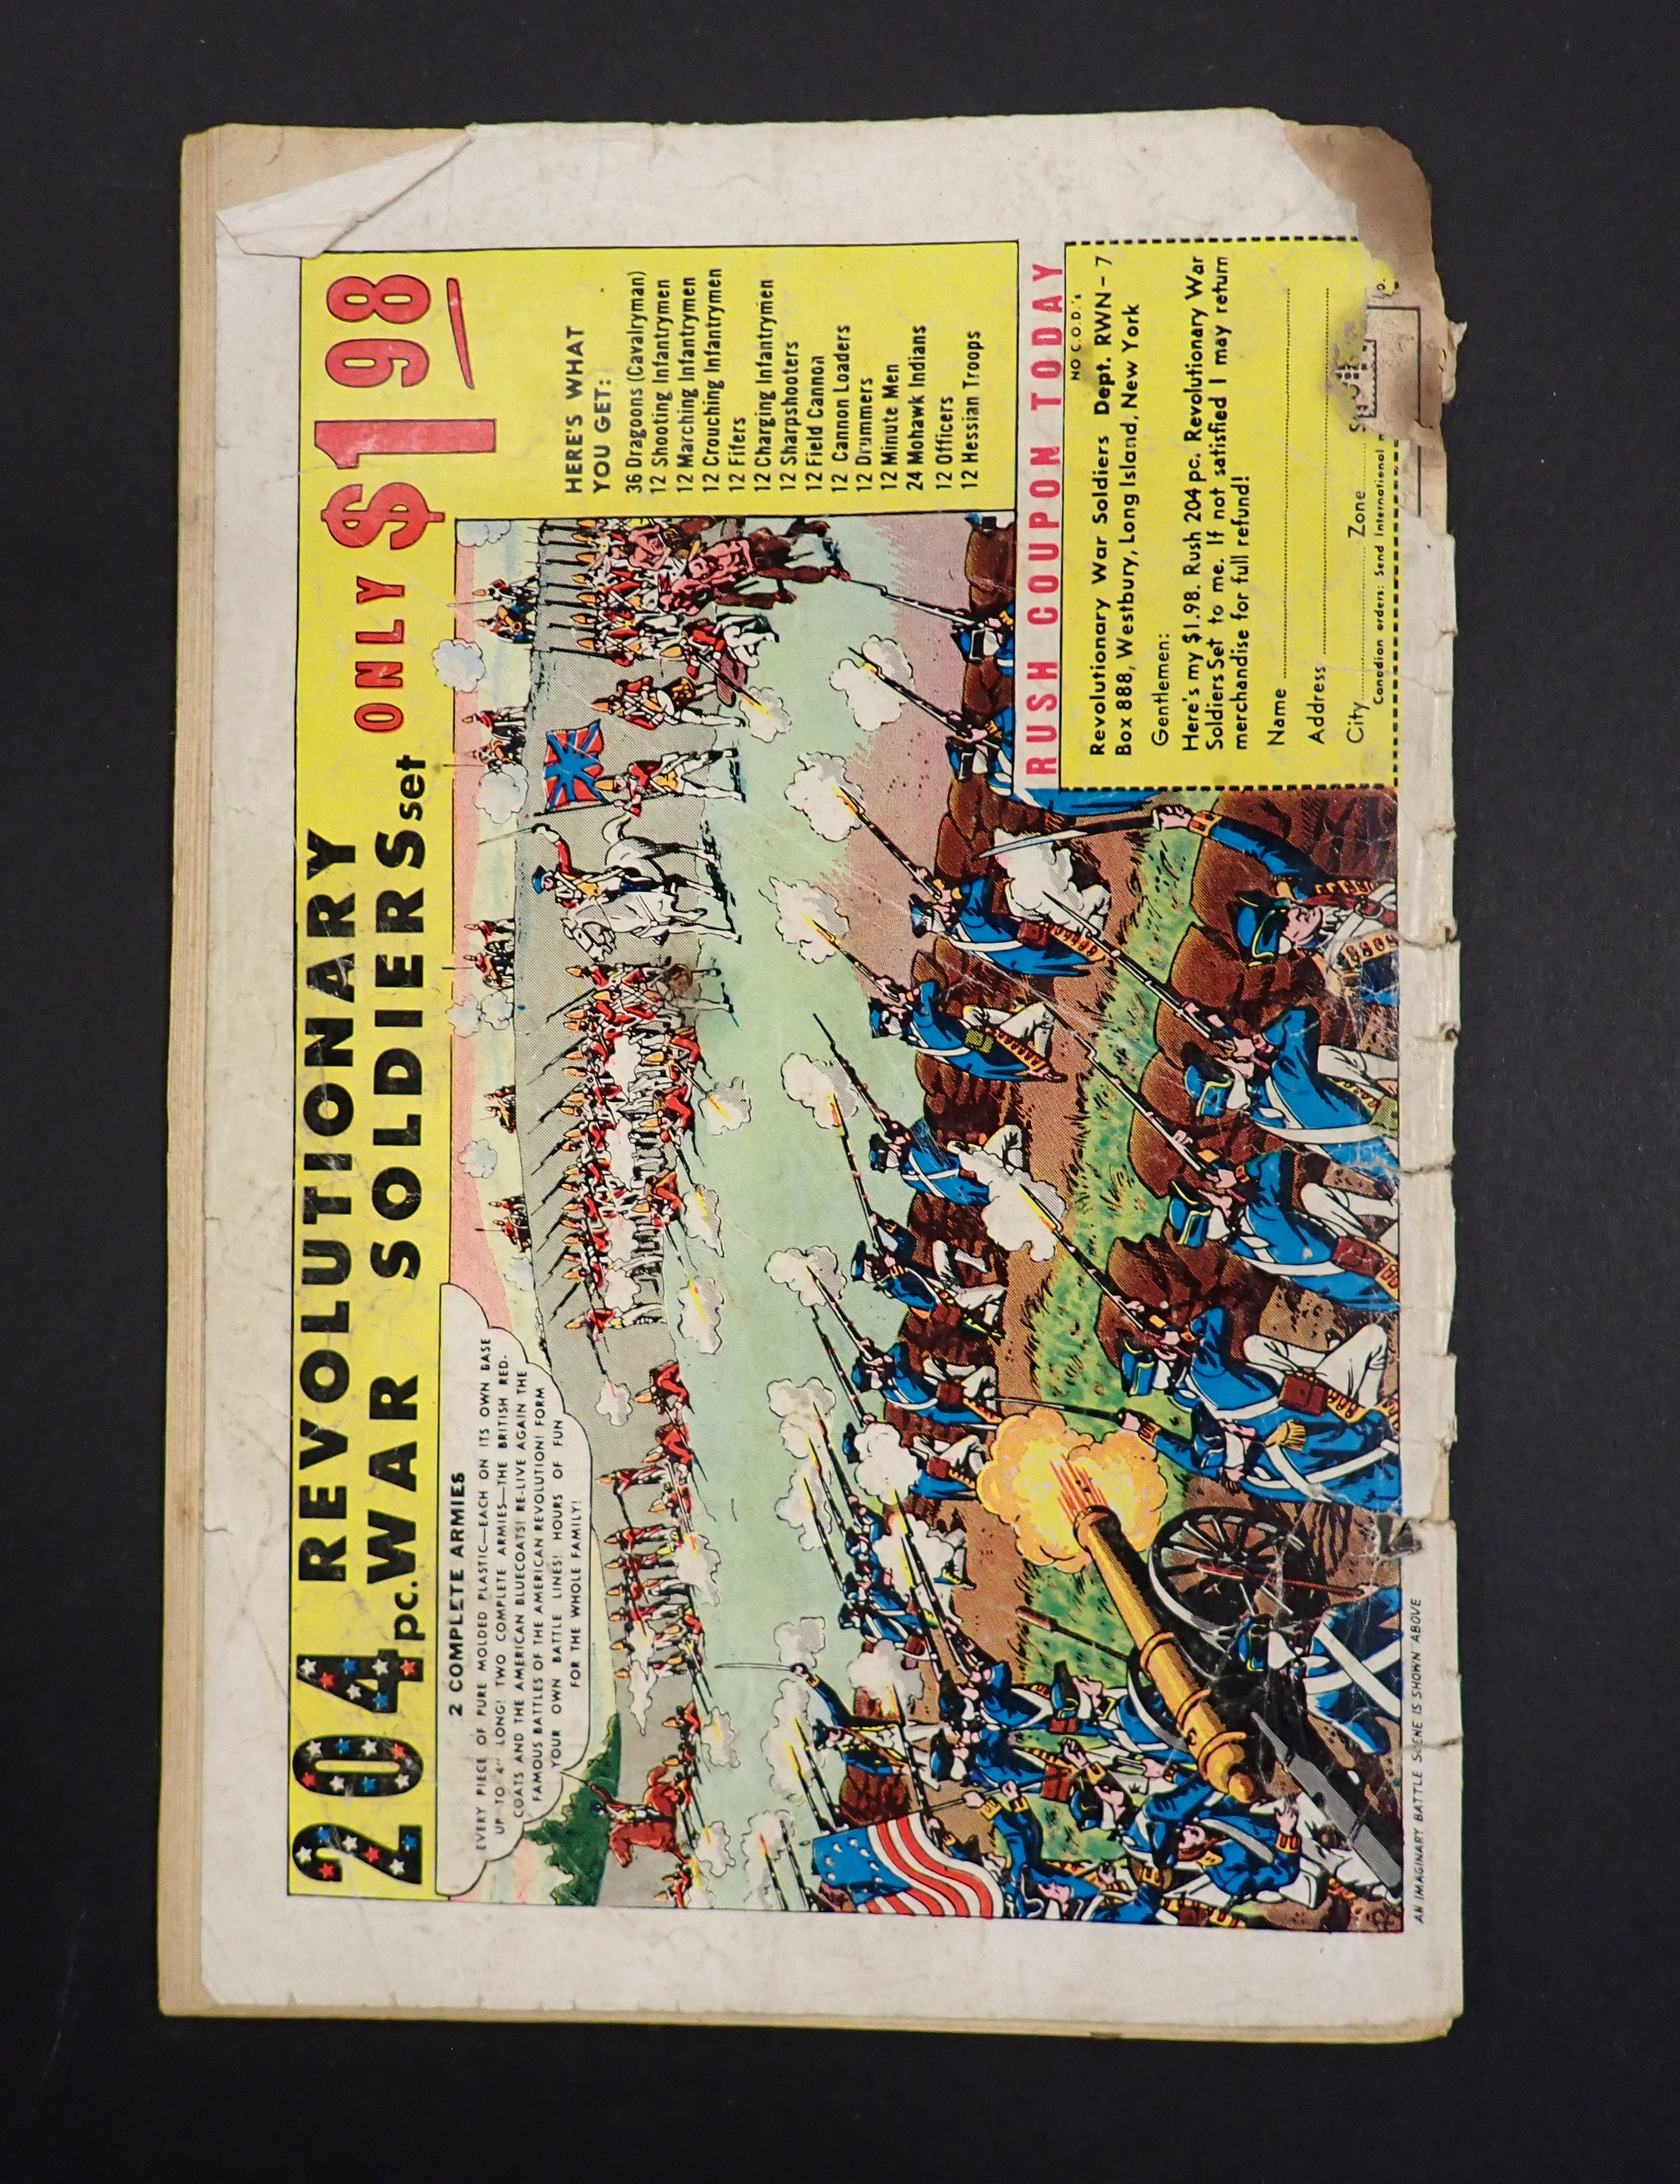 204 REVOLUTIONARY
pc. WAR SOLDIERS set ONLY $198
2 COMPLETE ARMIES
EVERY PIECE OF PURE MOLDED PLASTIC—EACH ON ITS OWN BASE
UP TO 4" LONG! TWO COMPLETE ARMIES—THE BRITISH RED-
COATS AND THE AMERICAN BLUECOATS! RE-LIVE AGAIN THE
FAMOUS BATTLES OF THE AMERICAN REVOLUTION! FORM
YOUR OWN BATTLE LINES! HOURS OF FUN
FOR THE WHOLE FAMILY!
HERE'S WHAT
YOU GET:
36 Dragoons (Cavalryman)
12 Shooting Infantrymen
12 Marching Infantrymen
12 Crouching Infantrymen
12 Fifers
12 Charging Infantrymen
12 Sharpshooters
12 Field Cannon
12 Cannon Loaders
12 Drummers
12 Minute Men
24 Mohawk Indians
12 Officers
12 Hessian Troops
RUSH COUPON TODAY
NO C.O.D.'s
Revolutionary War Soldiers Dept. RWN-7
Box 888, Westbury, Long Island, New York
Gentlemen:
Here's my $1.98. Rush 204 pc. Revolutionary War
Soldiers Set to me. If not satisfied I may return
merchandise for full refund!
Name
Address
City Zone
Canadian orders: Send International
AN IMAGINARY BATTLE SCENE IS SHOWN ABOVE